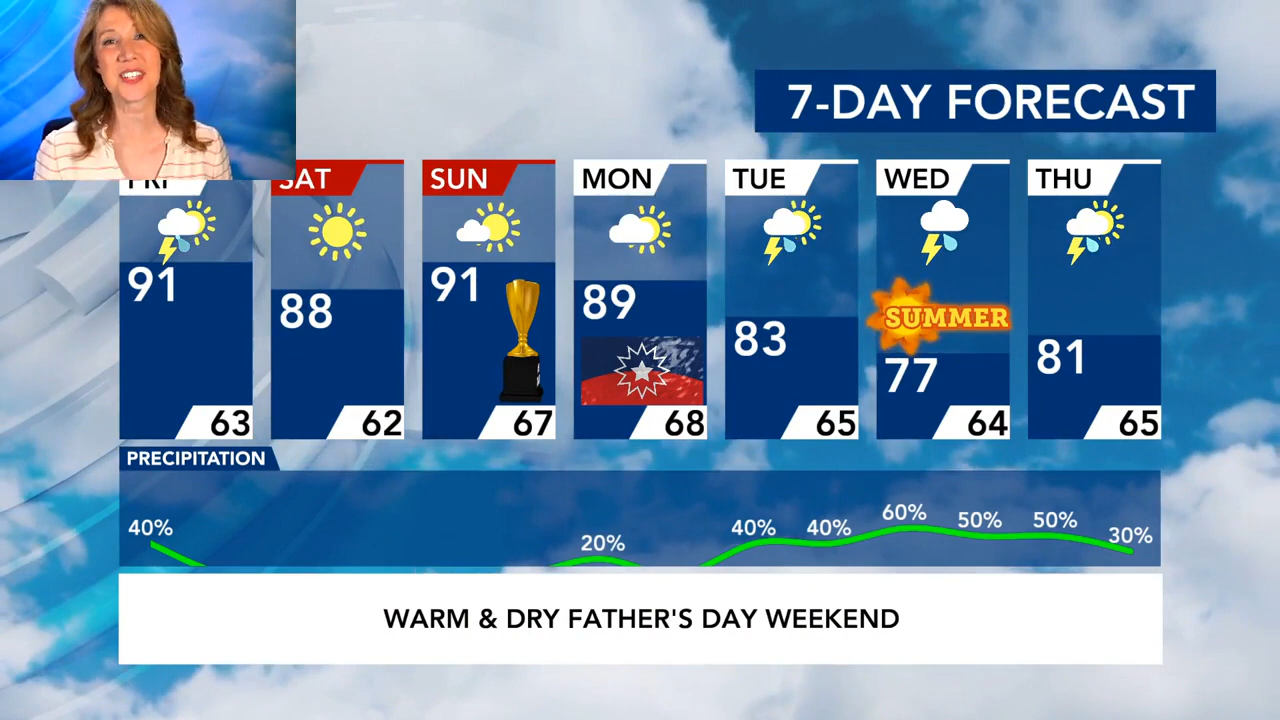 7-DAY FORECAST
FRI SAT SUN MON TUE WED THU
91 88 91 89 83 77 81
SUMMER
63 62 67 68 65 64 65
PRECIPITATION
40% 20% 40% 40% 60% 50% 50% 30%
WARM & DRY FATHER'S DAY WEEKEND